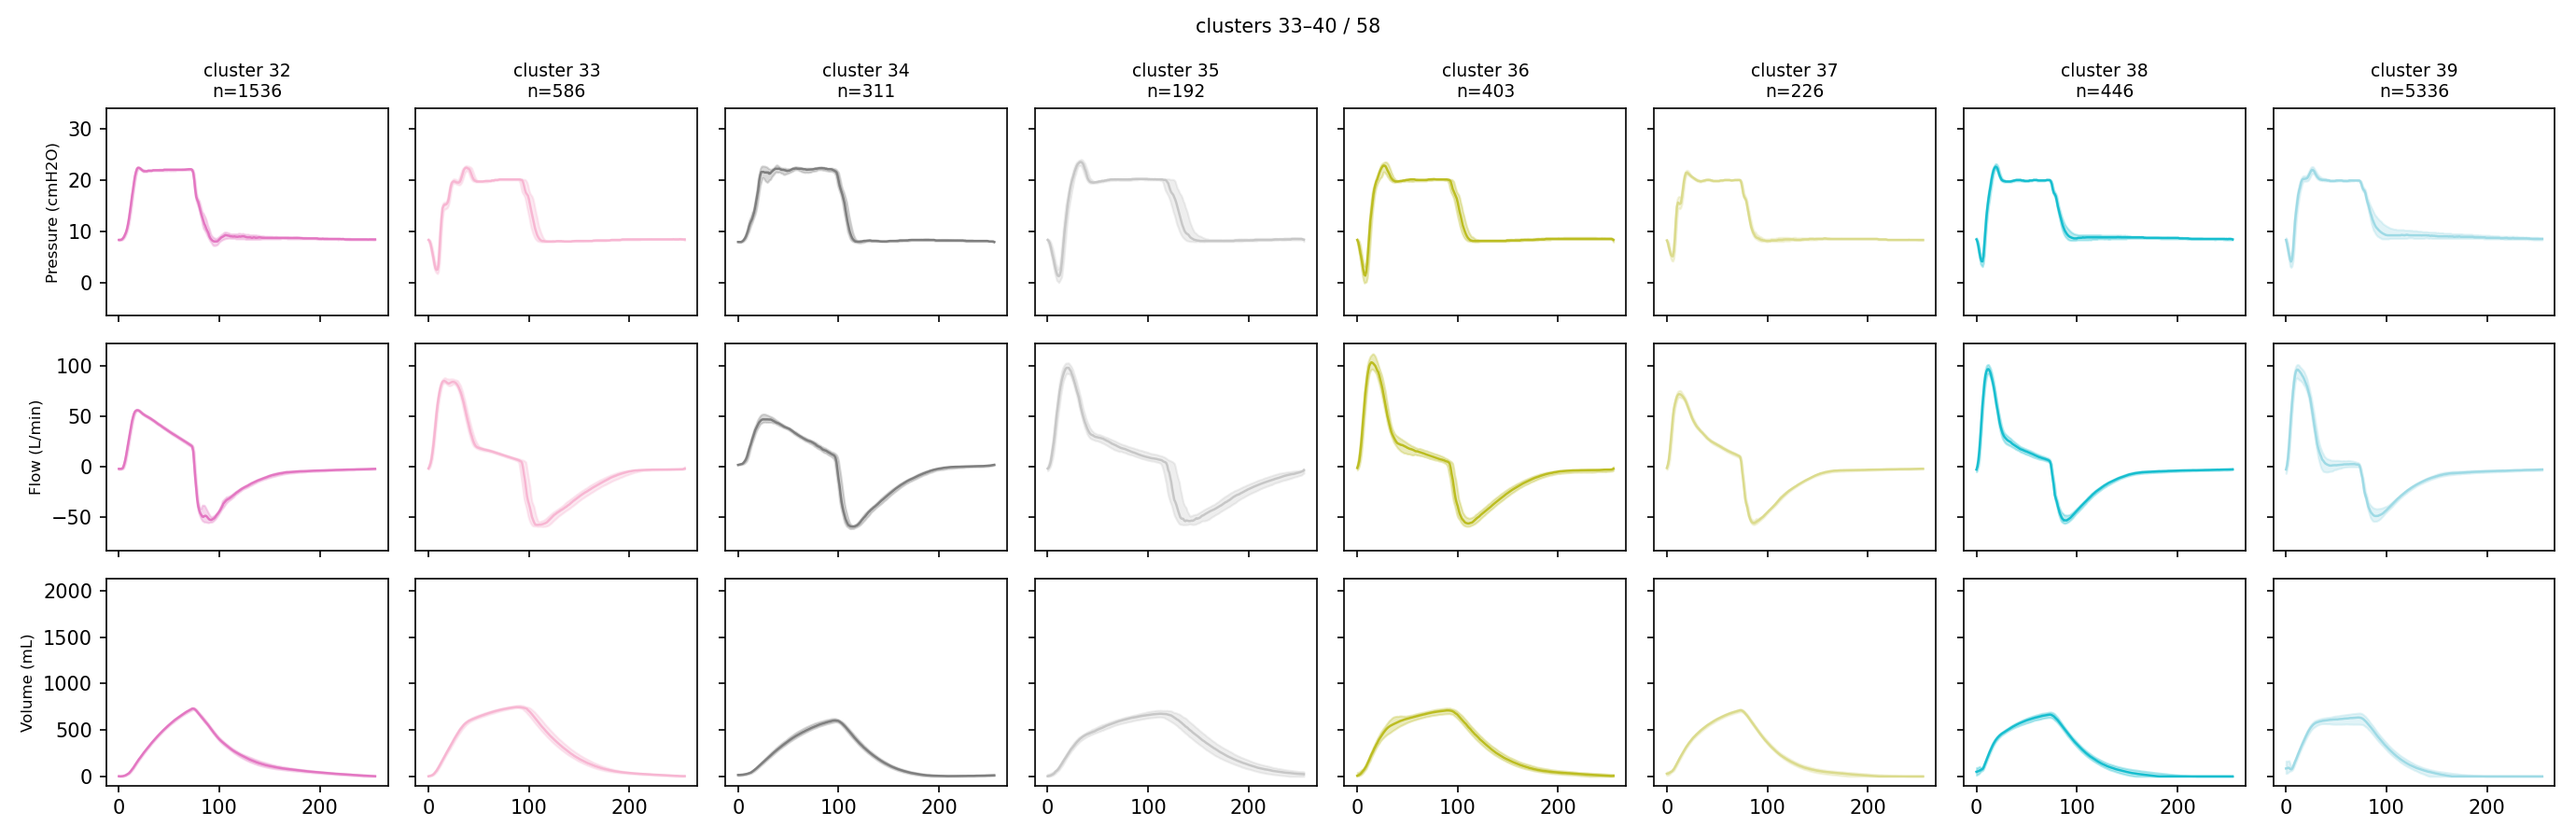 clusters 33–40 / 58
cluster 32
n=1536
cluster 33
n=586
cluster 34
n=311
cluster 35
n=192
cluster 36
n=403
cluster 37
n=226
cluster 38
n=446
cluster 39
n=5336
Pressure (cmH2O)
30
20
10
0
Flow (L/min)
100
50
0
−50
Volume (mL)
2000
1500
1000
500
0
0 100 200
0 100 200
0 100 200
0 100 200
0 100 200
0 100 200
0 100 200
0 100 200